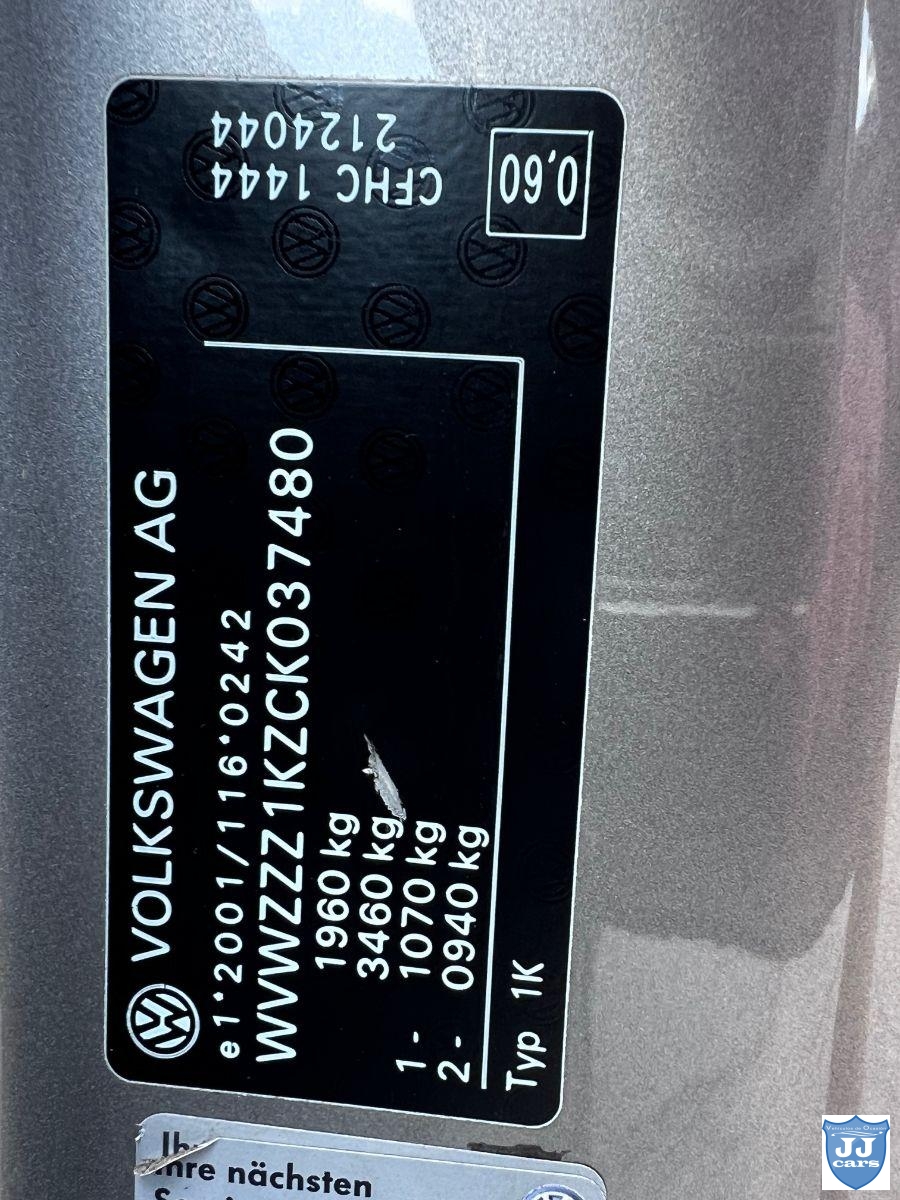 VOLKSWAGEN AG
e1*2001/116*0242
WVWZZZ1KZCK037480
1960 kg
3460 kg
1- 1070 kg
2- 0940 kg
Typ 1K
CFHC 1444
2124044
0,60
Ihre nächsten
JJ
cars